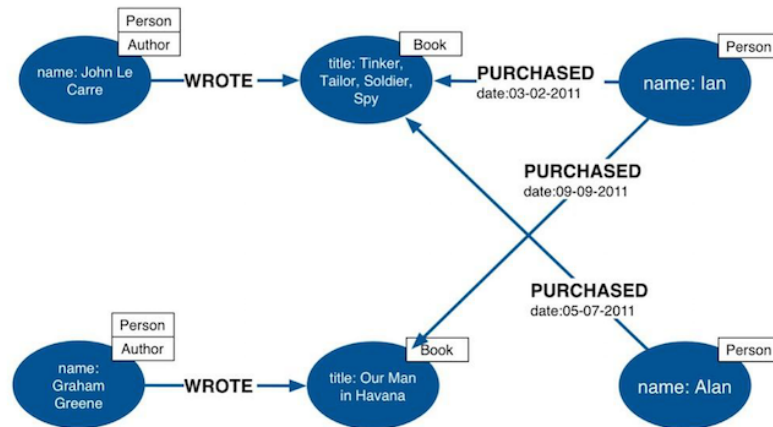 Person
Author
name: John Le
Carre
WROTE
Book
title: Tinker,
Tailor, Soldier,
Spy
PURCHASED
date:03-02-2011
Person
name: Ian
PURCHASED
date:09-09-2011
PURCHASED
date:05-07-2011
Person
Author
name:
Graham
Greene
WROTE
Book
title: Our Man
in Havana
Person
name: Alan